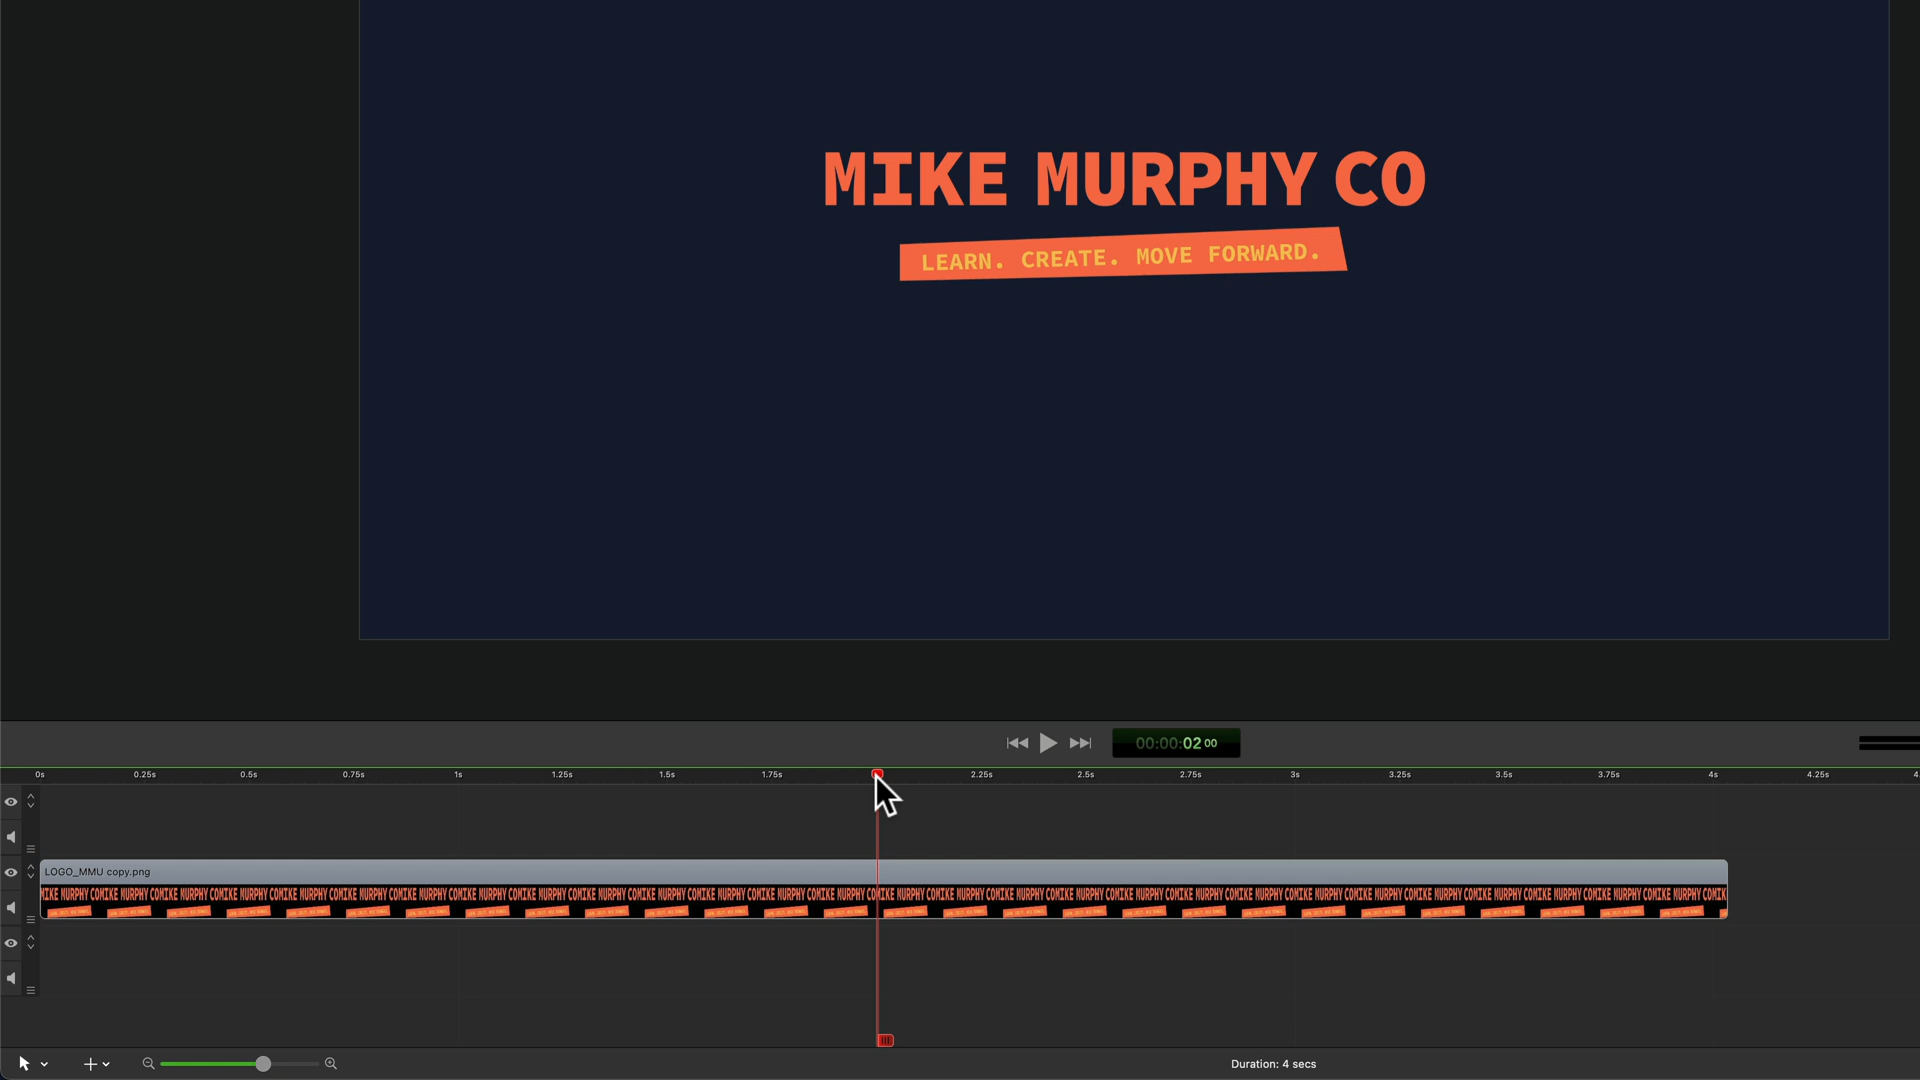 MIKE MURPHY CO
LEARN. CREATE. MOVE FORWARD.
00:00:02 00
0s 0.25s 0.5s 0.75s 1s 1.25s 1.5s 1.75s 2.25s 2.5s 2.75s 3s 3.25s 3.5s 3.75s 4s 4.25s
LOGO_MMU copy.png
Duration: 4 secs